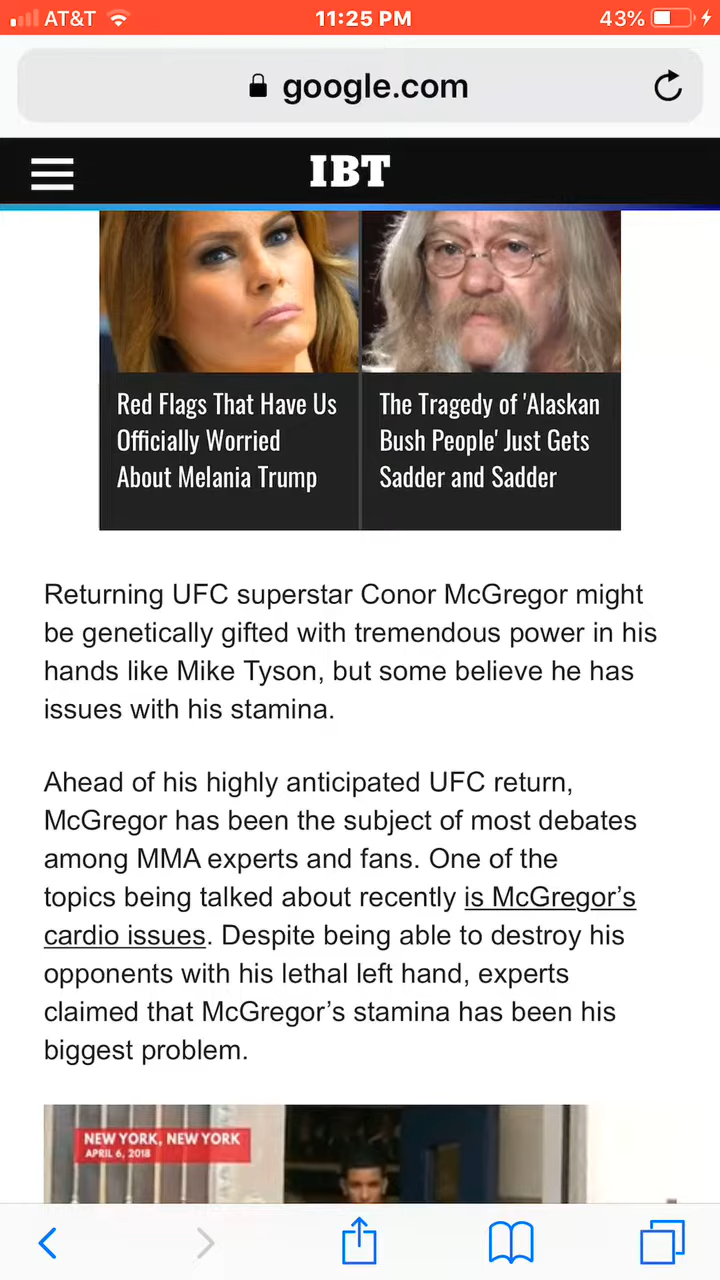 AT&T
11:25 PM
43%
google.com
IBT
Red Flags That Have Us
Officially Worried
About Melania Trump
The Tragedy of 'Alaskan
Bush People' Just Gets
Sadder and Sadder
Returning UFC superstar Conor McGregor might
be genetically gifted with tremendous power in his
hands like Mike Tyson, but some believe he has
issues with his stamina.
Ahead of his highly anticipated UFC return,
McGregor has been the subject of most debates
among MMA experts and fans. One of the
topics being talked about recently is McGregor’s
cardio issues. Despite being able to destroy his
opponents with his lethal left hand, experts
claimed that McGregor’s stamina has been his
biggest problem.
NEW YORK, NEW YORK
APRIL 6, 2018